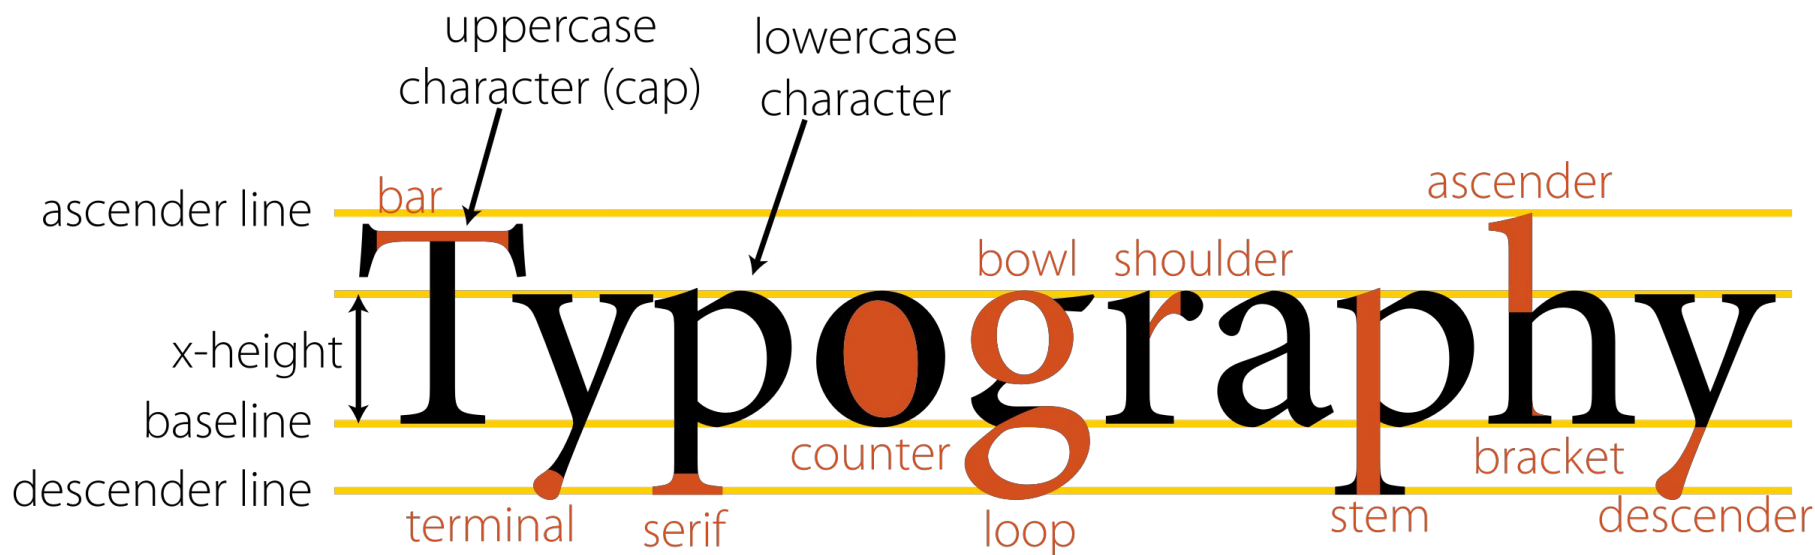 uppercase
character (cap)
lowercase
character
ascender line
bar
ascender
bowl
shoulder
Typography
x-height
baseline
counter
bracket
descender line
terminal
serif
loop
stem
descender